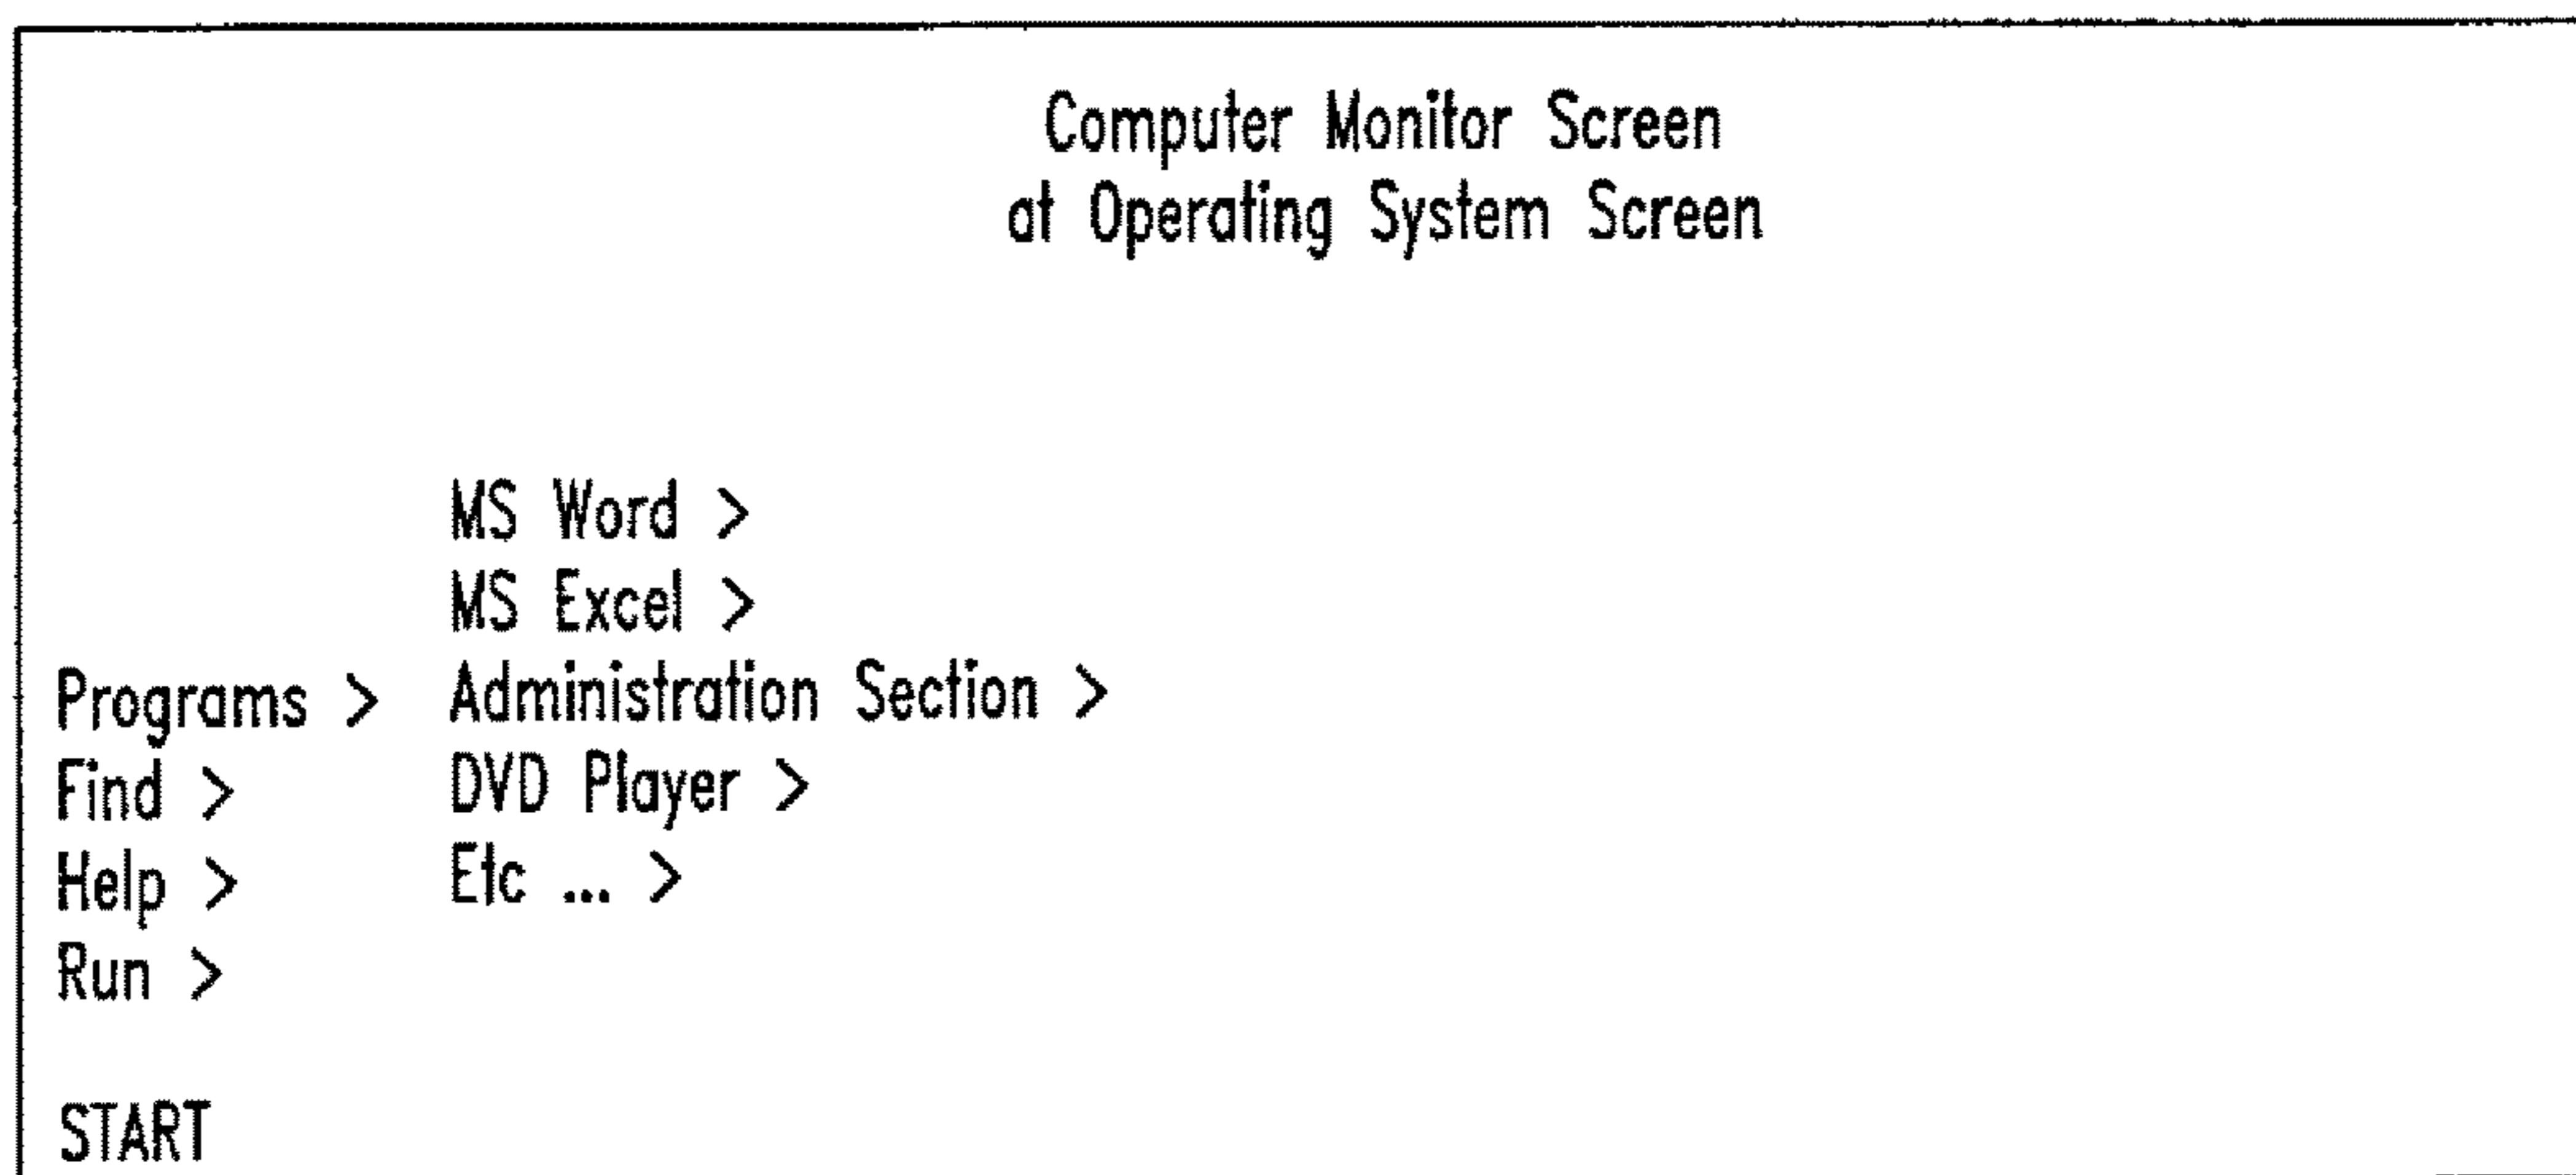 Computer Monitor Screen
at Operating System Screen
MS Word >
MS Excel >
Programs > Administration Section >
Find > DVD Player >
Help > Etc ... >
Run >
START